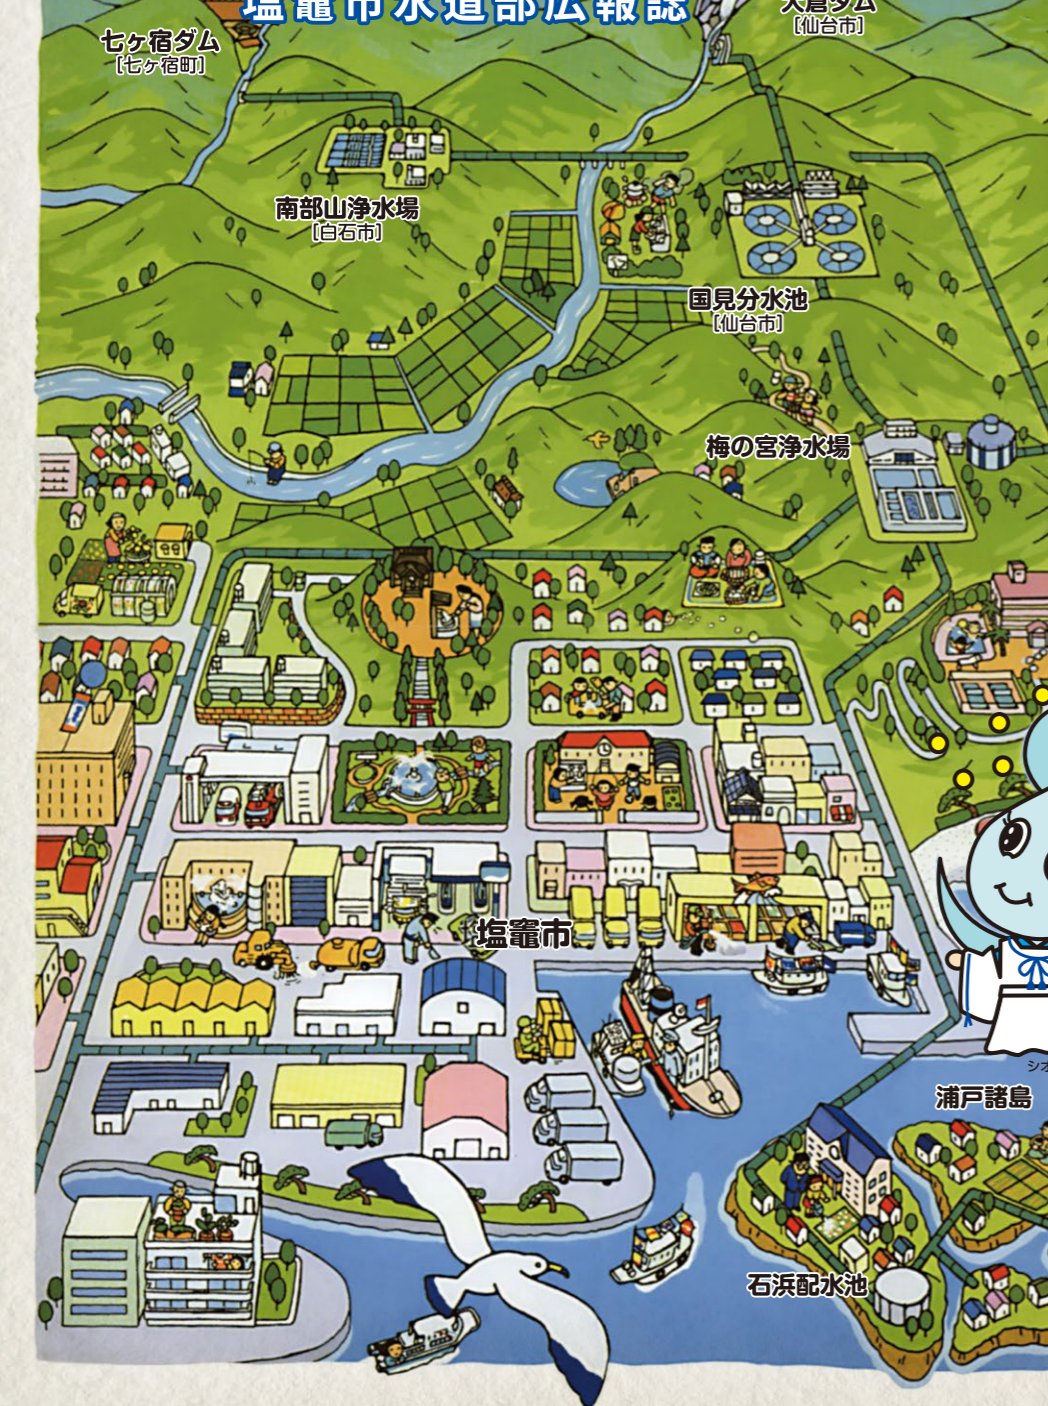 塩竈市水道部広報誌
大倉ダム
[仙台市]
七ヶ宿ダム
[七ヶ宿町]
南部山浄水場
[白石市]
国見分水池
[仙台市]
梅の宮浄水場
塩竈市
シオ
浦戸諸島
石浜配水池